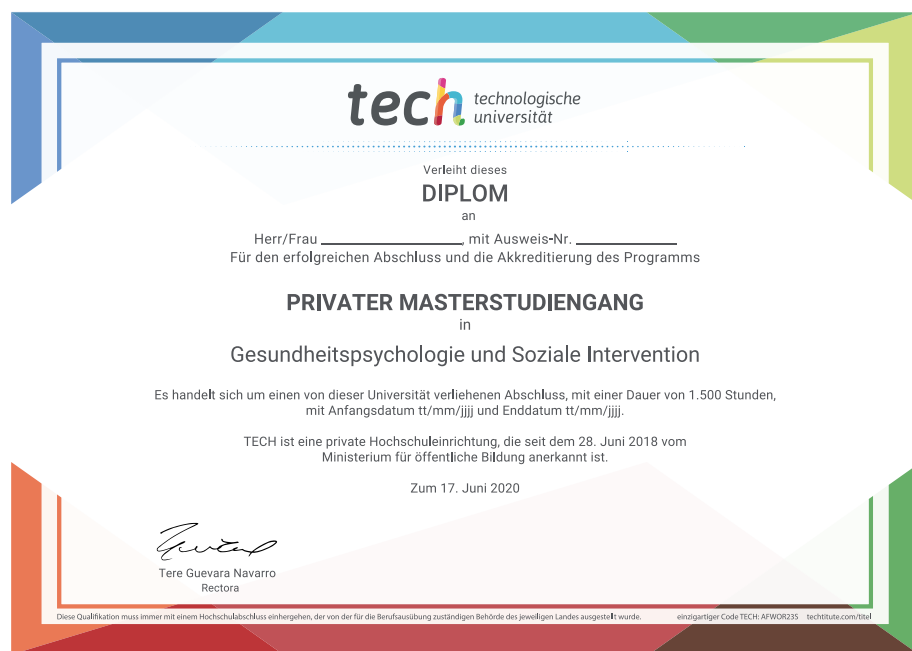 tech technologische
universität
Verleiht dieses
DIPLOM
an
Herr/Frau ____________, mit Ausweis-Nr. ____________
Für den erfolgreichen Abschluss und die Akkreditierung des Programms
PRIVATER MASTERSTUDIENGANG
in
Gesundheitspsychologie und Soziale Intervention
Es handelt sich um einen von dieser Universität verliehenen Abschluss, mit einer Dauer von 1.500 Stunden,
mit Anfangsdatum tt/mm/jjjj und Enddatum tt/mm/jjjj.
TECH ist eine private Hochschuleinrichtung, die seit dem 28. Juni 2018 vom
Ministerium für öffentliche Bildung anerkannt ist.
Zum 17. Juni 2020
Tere Guevara Navarro
Rectora
Diese Qualifikation muss immer mit einem Hochschulabschluss einhergehen, der von der für die Berufsausübung zuständigen Behörde des jeweiligen Landes ausgestellt wurde. einzigartiger Code TECH: AFWOR23S techtitute.com/titel